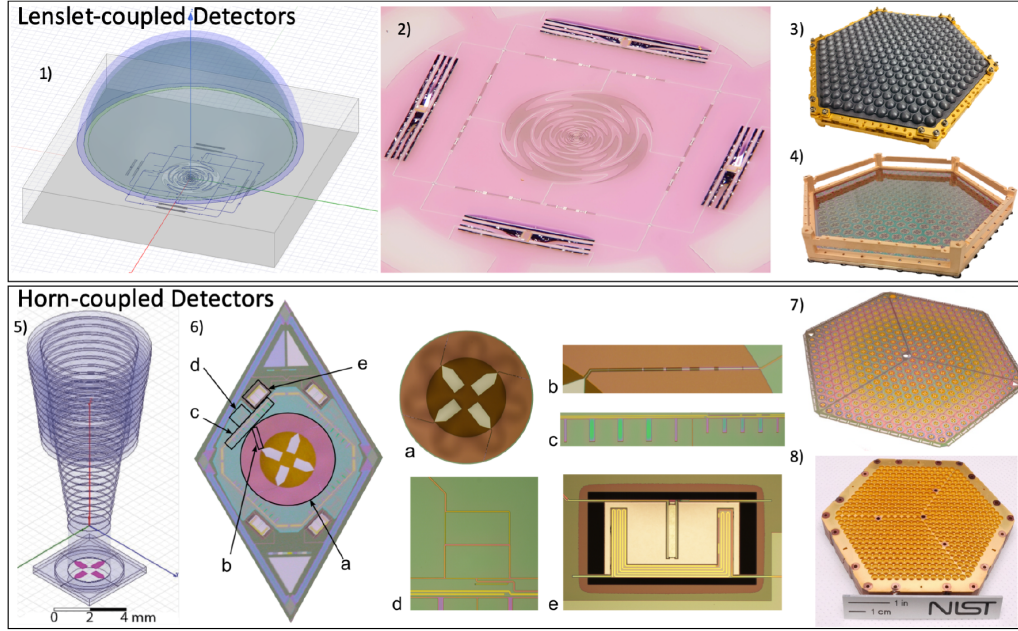 Lenslet-coupled Detectors
1)
2)
3)
4)
Horn-coupled Detectors
5)
0 2 4 mm
6)
d
e
c
b
a
a
b
c
d
e
7)
8)
1 in
1 cm
NIST